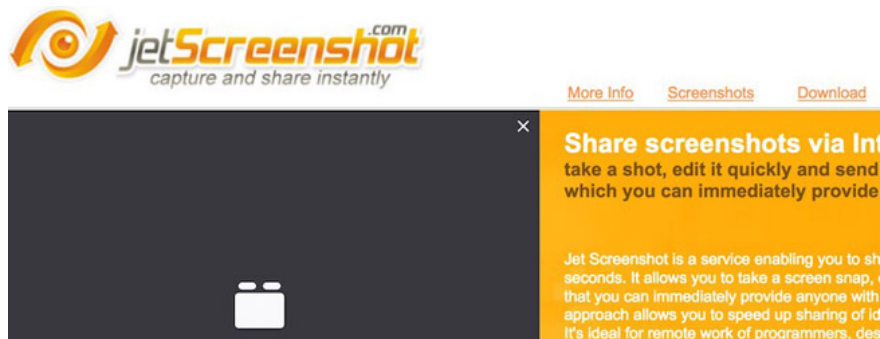 jetScreenshot.com
capture and share instantly
More Info Screenshots Download
Share screenshots via Int
take a shot, edit it quickly and send
which you can immediately provide
Jet Screenshot is a service enabling you to sh
seconds. It allows you to take a screen snap,
that you can immediately provide anyone with
approach allows you to speed up sharing of id
It's ideal for remote work of programmers, des